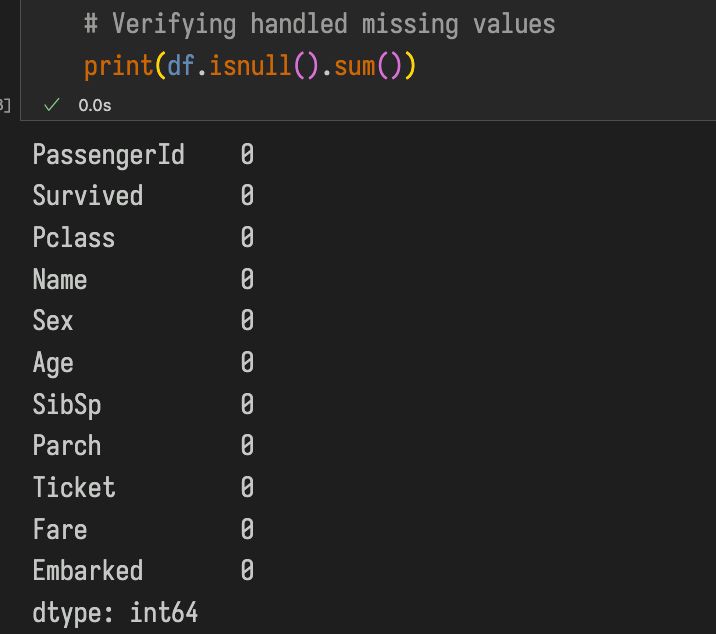 # Verifying handled missing values
print(df.isnull().sum())
] 0.0s
PassengerId 0
Survived 0
Pclass 0
Name 0
Sex 0
Age 0
SibSp 0
Parch 0
Ticket 0
Fare 0
Embarked 0
dtype: int64